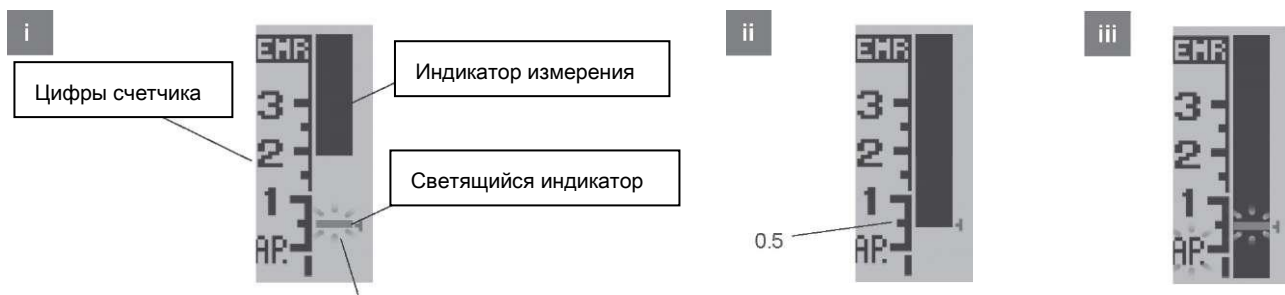 i
EMR
3
2
1
AP.
Цифры счетчика
Индикатор измерения
Светящийся индикатор
ii
EMR
3
2
1
AP.
0.5
iii
EMR
3
2
1
AP.